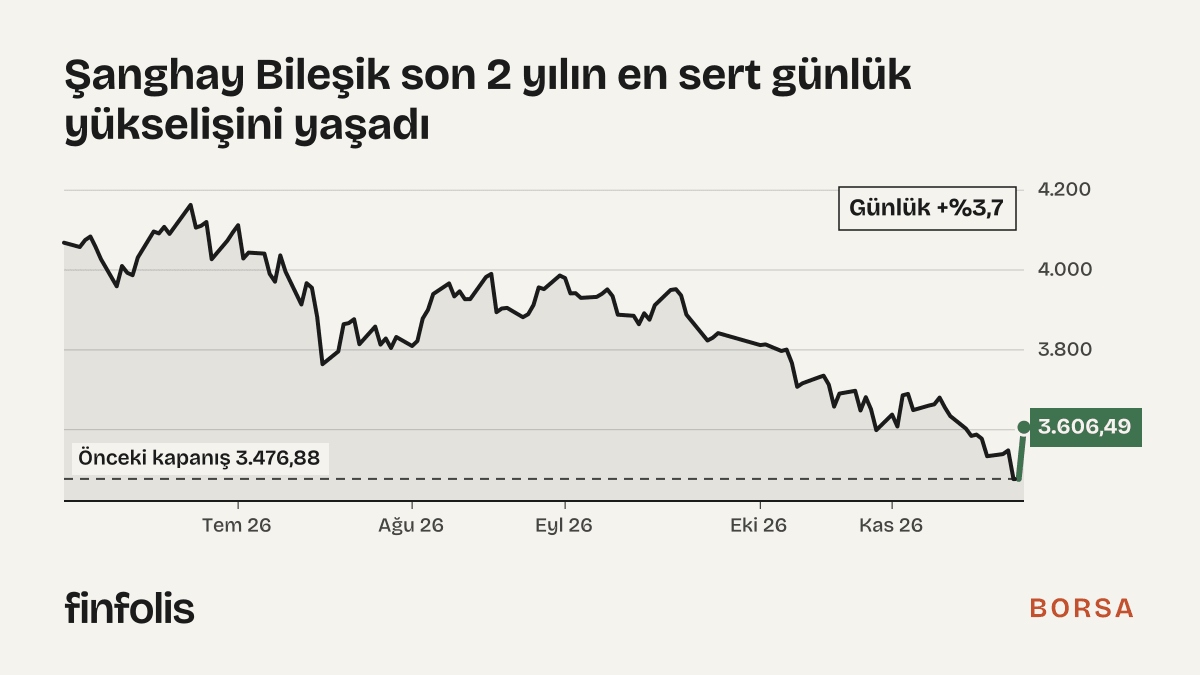 Şanghay Bileşik son 2 yılın en sert günlük
yükselişini yaşadı
4.200
Günlük +%3,7
4.000
3.800
3.606,49
Önceki kapanış 3.476,88
Tem 26
Ağu 26
Eyl 26
Eki 26
Kas 26
finfolis
BORSA